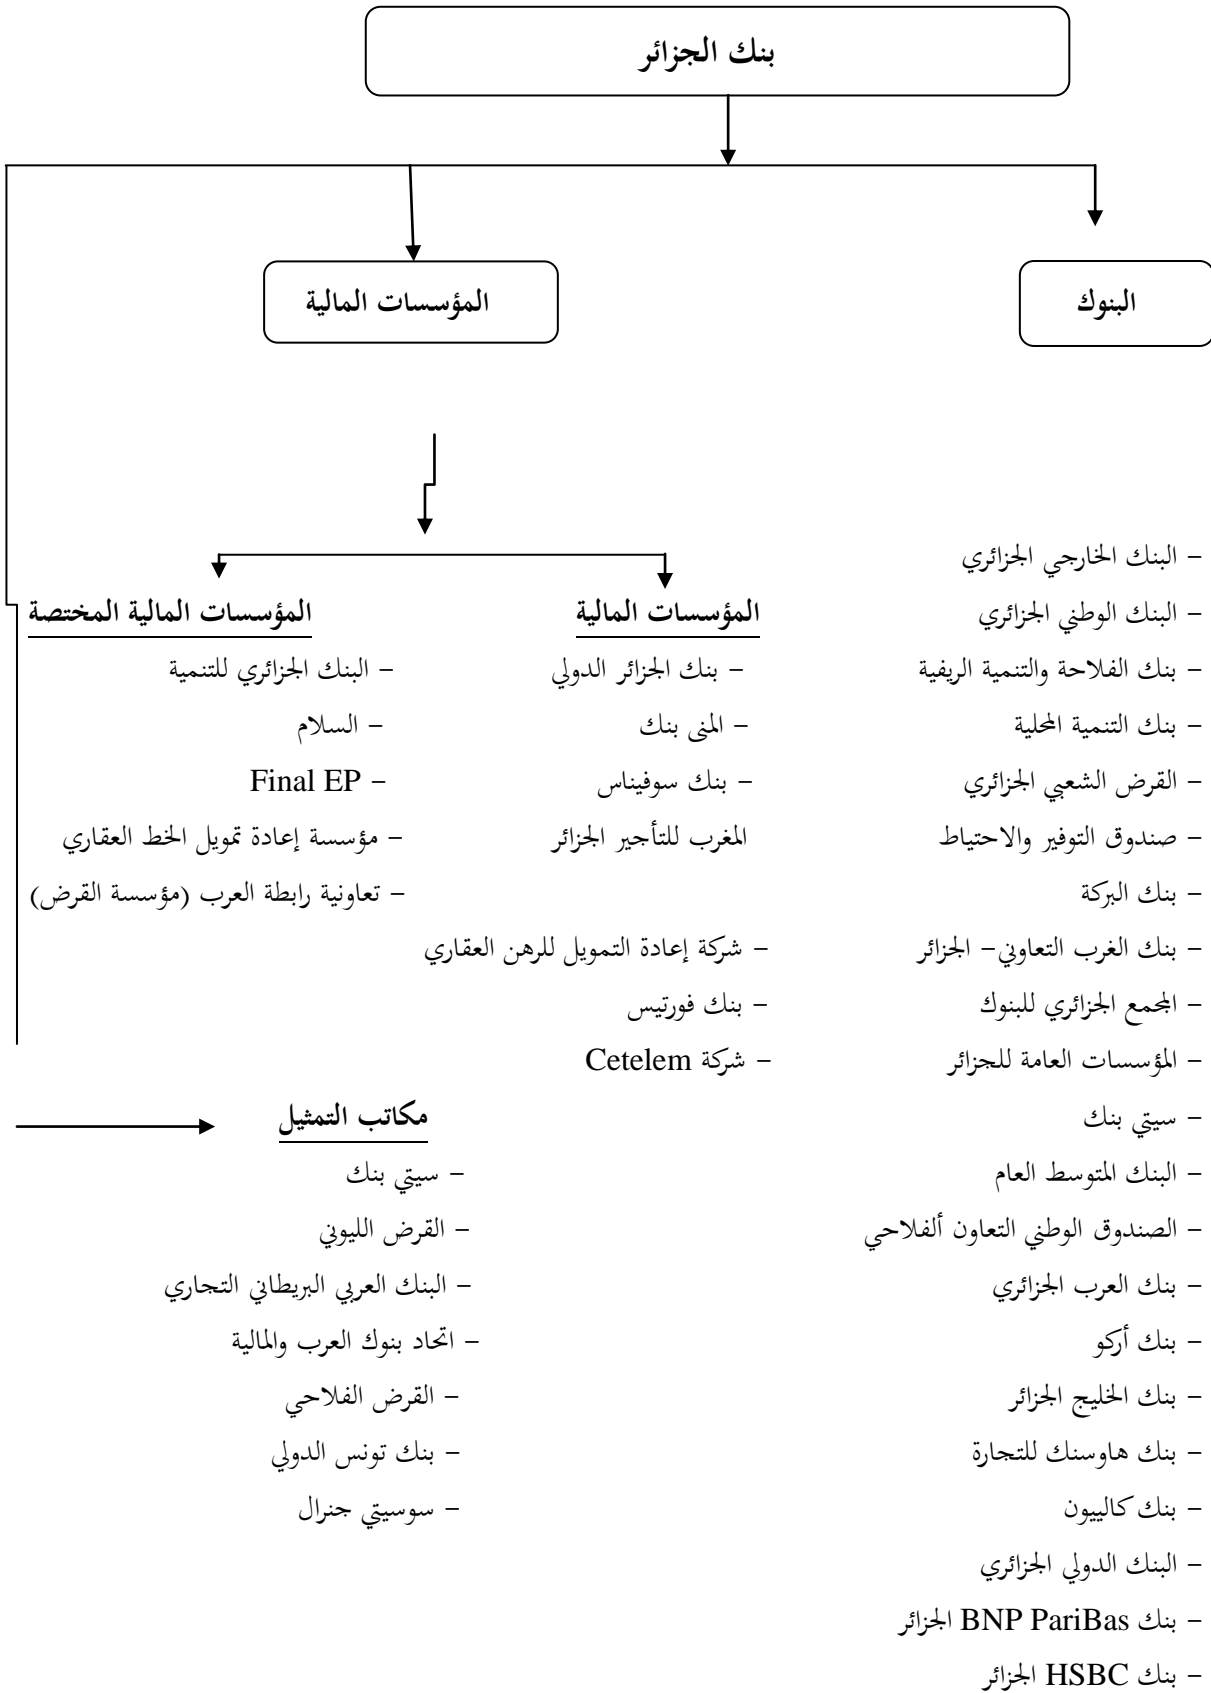 بنك الجزائر
البنوك
المؤسسات المالية
– البنك الخارجي الجزائري
– البنك الوطني الجزائري
– بنك الفلاحة والتنمية الريفية
– بنك التنمية المحلية
– القرض الشعبي الجزائري
– صندوق التوفير والاحتياط
– بنك البركة
– بنك الغرب التعاوني– الجزائر
– المجمع الجزائري للبنوك
– المؤسسات العامة للجزائر
– سيتي بنك
– البنك المتوسط العام
– الصندوق الوطني التعاون ألفلاحي
– بنك العرب الجزائري
– بنك أركو
– بنك الخليج الجزائر
– بنك هاوسنك للتجارة
– بنك كالييون
– البنك الدولي الجزائري
– بنك BNP PariBas الجزائر
– بنك HSBC الجزائر
المؤسسات المالية
– بنك الجزائر الدولي
– المنى بنك
– بنك سوفيناس
المغرب للتأجير الجزائر
– شركة إعادة التمويل للرهن العقاري
– بنك فورتيس
– شركة Cetelem
المؤسسات المالية المختصة
– البنك الجزائري للتنمية
– السلام
– Final EP
– مؤسسة إعادة تمويل الخط العقاري
– تعاونية رابطة العرب (مؤسسة القرض)
مكاتب التمثيل
– سيتي بنك
– القرض الليوني
– البنك العربي البريطاني التجاري
– اتحاد بنوك العرب والمالية
– القرض الفلاحي
– بنك تونس الدولي
– سوسيتي جنرال